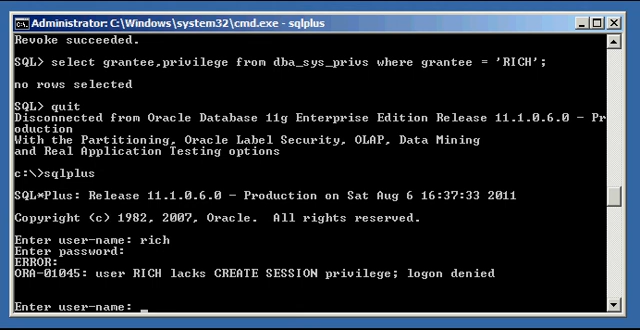 Administrator: C:\Windows\system32\cmd.exe - sqlplus
Revoke succeeded.
SQL> select grantee,privilege from dba_sys_privs where grantee = 'RICH';
no rows selected
SQL> quit
Disconnected from Oracle Database 11g Enterprise Edition Release 11.1.0.6.0 - Pr
oduction
With the Partitioning, Oracle Label Security, OLAP, Data Mining
and Real Application Testing options
c:\>sqlplus
SQL*Plus: Release 11.1.0.6.0 - Production on Sat Aug 6 16:37:33 2011
Copyright (c) 1982, 2007, Oracle.  All rights reserved.
Enter user-name: rich
Enter password:
ERROR:
ORA-01045: user RICH lacks CREATE SESSION privilege; logon denied
Enter user-name: _